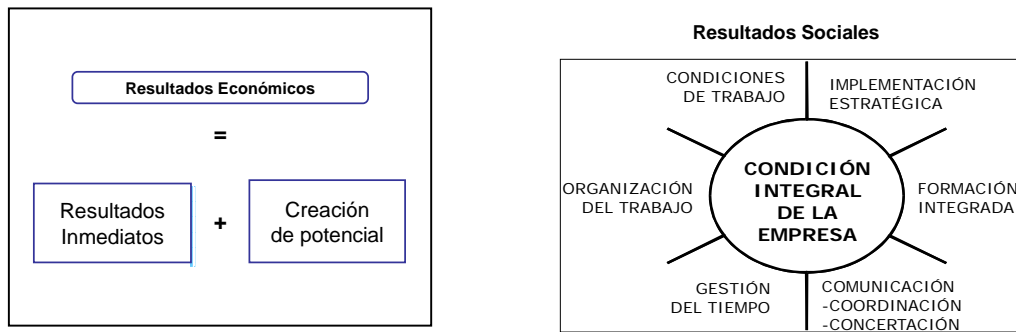 Resultados Económicos
=
Resultados
Inmediatos
+
Creación
de potencial
Resultados Sociales
CONDICIONES
DE TRABAJO
IMPLEMENTACIÓN
ESTRATÉGICA
ORGANIZACIÓN
DEL TRABAJO
CONDICIÓN
INTEGRAL
DE LA
EMPRESA
FORMACIÓN
INTEGRADA
GESTIÓN
DEL TIEMPO
COMUNICACIÓN
-COORDINACIÓN
-CONCERTACIÓN